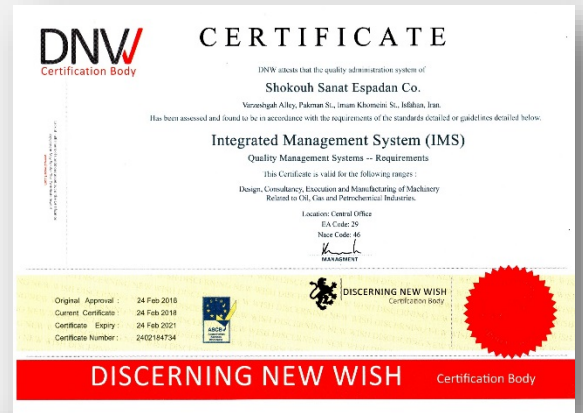 DNW
Certification Body
CERTIFICATE
DNW attests that the quality administration system of
Shokouh Sanat Espadan Co.
Varzeshgah Alley, Pakman St., Imam Khomeini St., Isfahan, Iran.
Has been assessed and found to be in accordance with the requirements of the standards detailed or guidelines detailed below.
Integrated Management System (IMS)
Quality Management Systems -- Requirements
This Certificate is valid for the following ranges :
Design, Consultancy, Execution and Manufacturing of Machinery
Related to Oil, Gas and Petrochemical Industries.
Location: Central Office
EA Code: 29
Nace Code: 46
MANAGMENT
Original Approval : 24 Feb 2018
Current Certificate : 24 Feb 2018
Certificate Expiry : 24 Feb 2021
Certificate Number : 2402184734
ABCB
DISCERNING NEW WISH
Certification Body
DISCERNING NEW WISH Certification Body